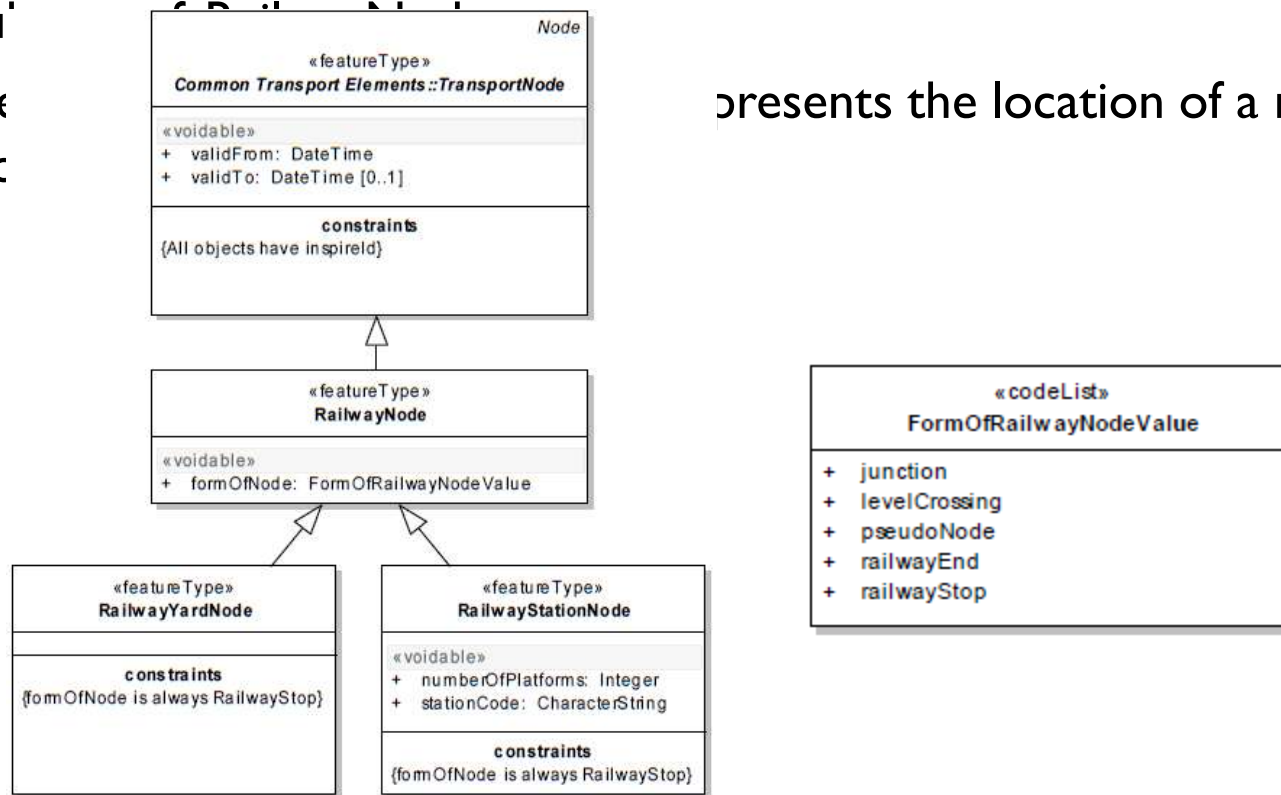 presents the location of a
Node
«featureType»
Common Transport Elements::TransportNode
«voidable»
+ validFrom: DateTime
+ validTo: DateTime [0..1]
constraints
{All objects have inspireId}
«featureType»
RailwayNode
«voidable»
+ formOfNode: FormOfRailwayNodeValue
«featureType»
RailwayYardNode
constraints
{formOfNode is always RailwayStop}
«featureType»
RailwayStationNode
«voidable»
+ numberOfPlatforms: Integer
+ stationCode: CharacterString
constraints
{formOfNode is always RailwayStop}
«codeList»
FormOfRailwayNodeValue
+ junction
+ levelCrossing
+ pseudoNode
+ railwayEnd
+ railwayStop